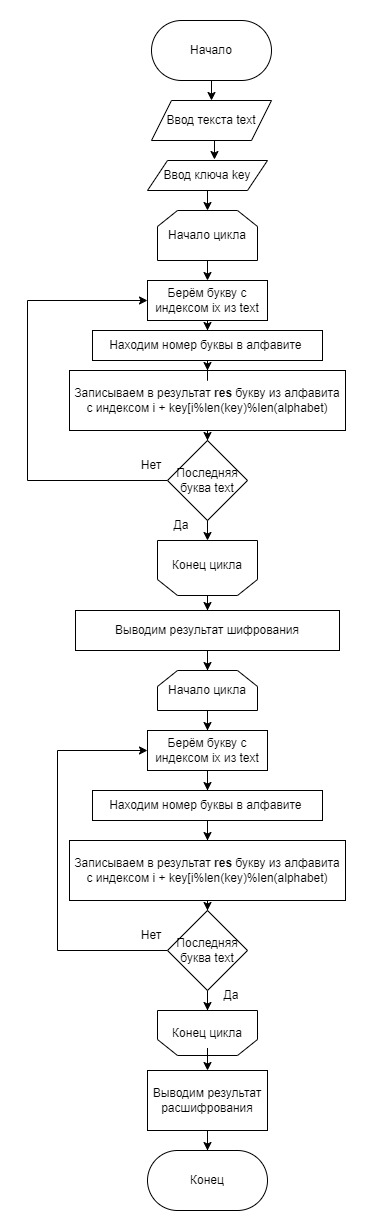 Начало
Ввод текста text
Ввод ключа key
Начало цикла
Берём букву с
индексом ix из text
Находим номер буквы в алфавите
Записываем в результат res букву из алфавита
с индексом i + key[i%len(key)%len(alphabet)
Нет
Последняя
буква text
Да
Конец цикла
Выводим результат шифрования
Начало цикла
Берём букву с
индексом ix из text
Находим номер буквы в алфавите
Записываем в результат res букву из алфавита
с индексом i + key[i%len(key)%len(alphabet)
Нет
Последняя
буква text
Да
Конец цикла
Выводим результат
расшифрования
Конец